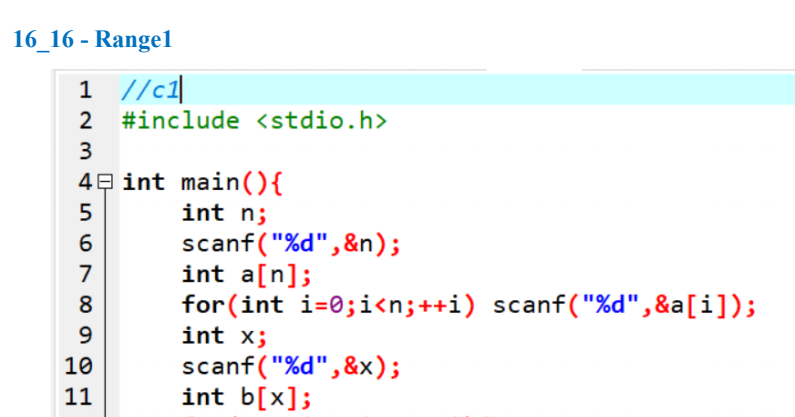 16_16 - Range1
1 //c1
2 #include <stdio.h>
3
4 int main(){
5 int n;
6 scanf("%d",&n);
7 int a[n];
8 for(int i=0;i<n;++i) scanf("%d",&a[i]);
9 int x;
10 scanf("%d",&x);
11 int b[x];